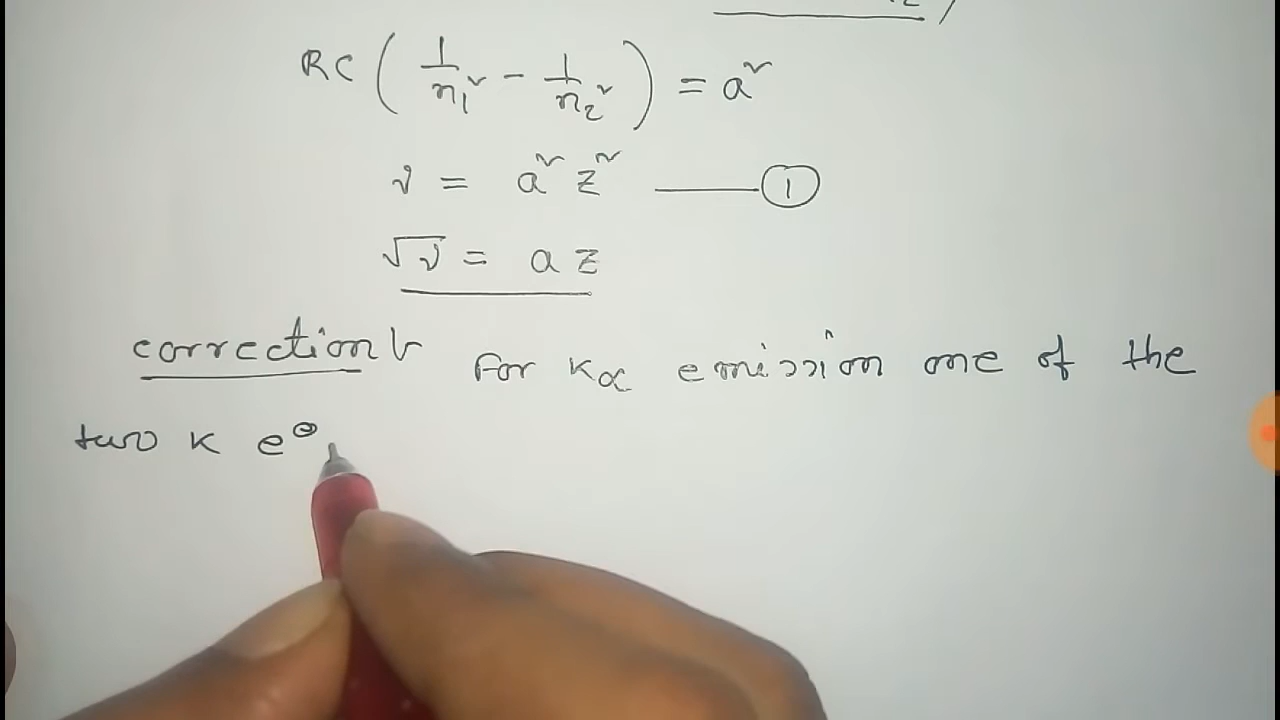 RC ( 1/n₁² - 1/n₂² ) = a²
ν = a² z² ——— ①
√ν = a z
correction for Kα emission one of the
two K e⊖